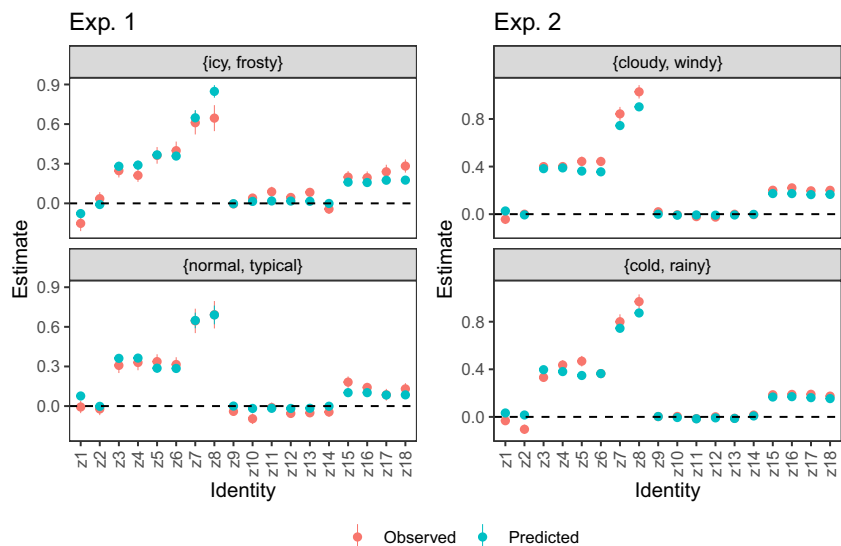 Exp. 1
{icy, frosty}
0.9
0.6
0.3
0.0
{normal, typical}
0.9
0.6
0.3
0.0
Estimate
z1 z2 z3 z4 z5 z6 z7 z8 z9 z10 z11 z12 z13 z14 z15 z16 z17 z18
Identity
Exp. 2
{cloudy, windy}
0.8
0.4
0.0
{cold, rainy}
0.8
0.4
0.0
Estimate
z1 z2 z3 z4 z5 z6 z7 z8 z9 z10 z11 z12 z13 z14 z15 z16 z17 z18
Identity
Observed Predicted